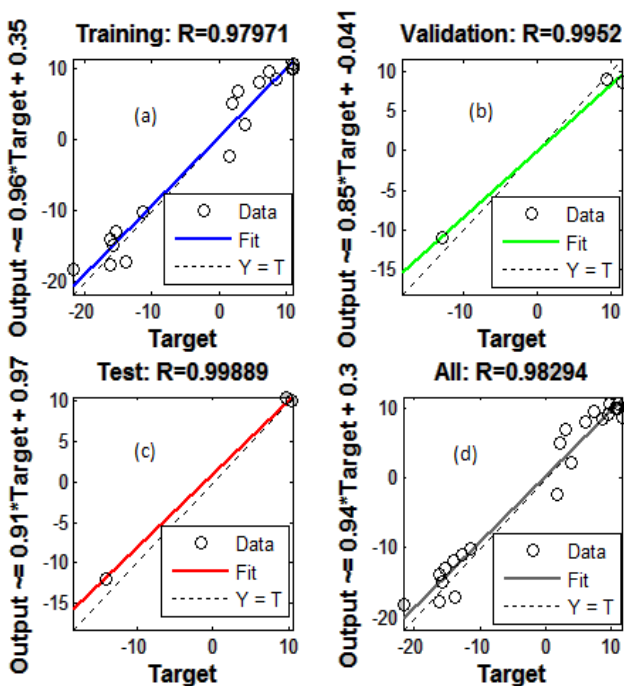 Training: R=0.97971
Output ~= 0.96*Target + 0.35
(a)
10
0
-10
-20
Data
Fit
Y = T
-20
-10
0
10
Target
Validation: R=0.9952
Output ~= 0.85*Target + -0.041
(b)
10
5
0
-5
-10
-15
Data
Fit
Y = T
-10
0
10
Target
Test: R=0.99889
Output ~= 0.91*Target + 0.97
(c)
10
5
0
-5
-10
-15
Data
Fit
Y = T
-10
0
10
Target
All: R=0.98294
Output ~= 0.94*Target + 0.3
(d)
10
0
-10
-20
Data
Fit
Y = T
-20
-10
0
10
Target